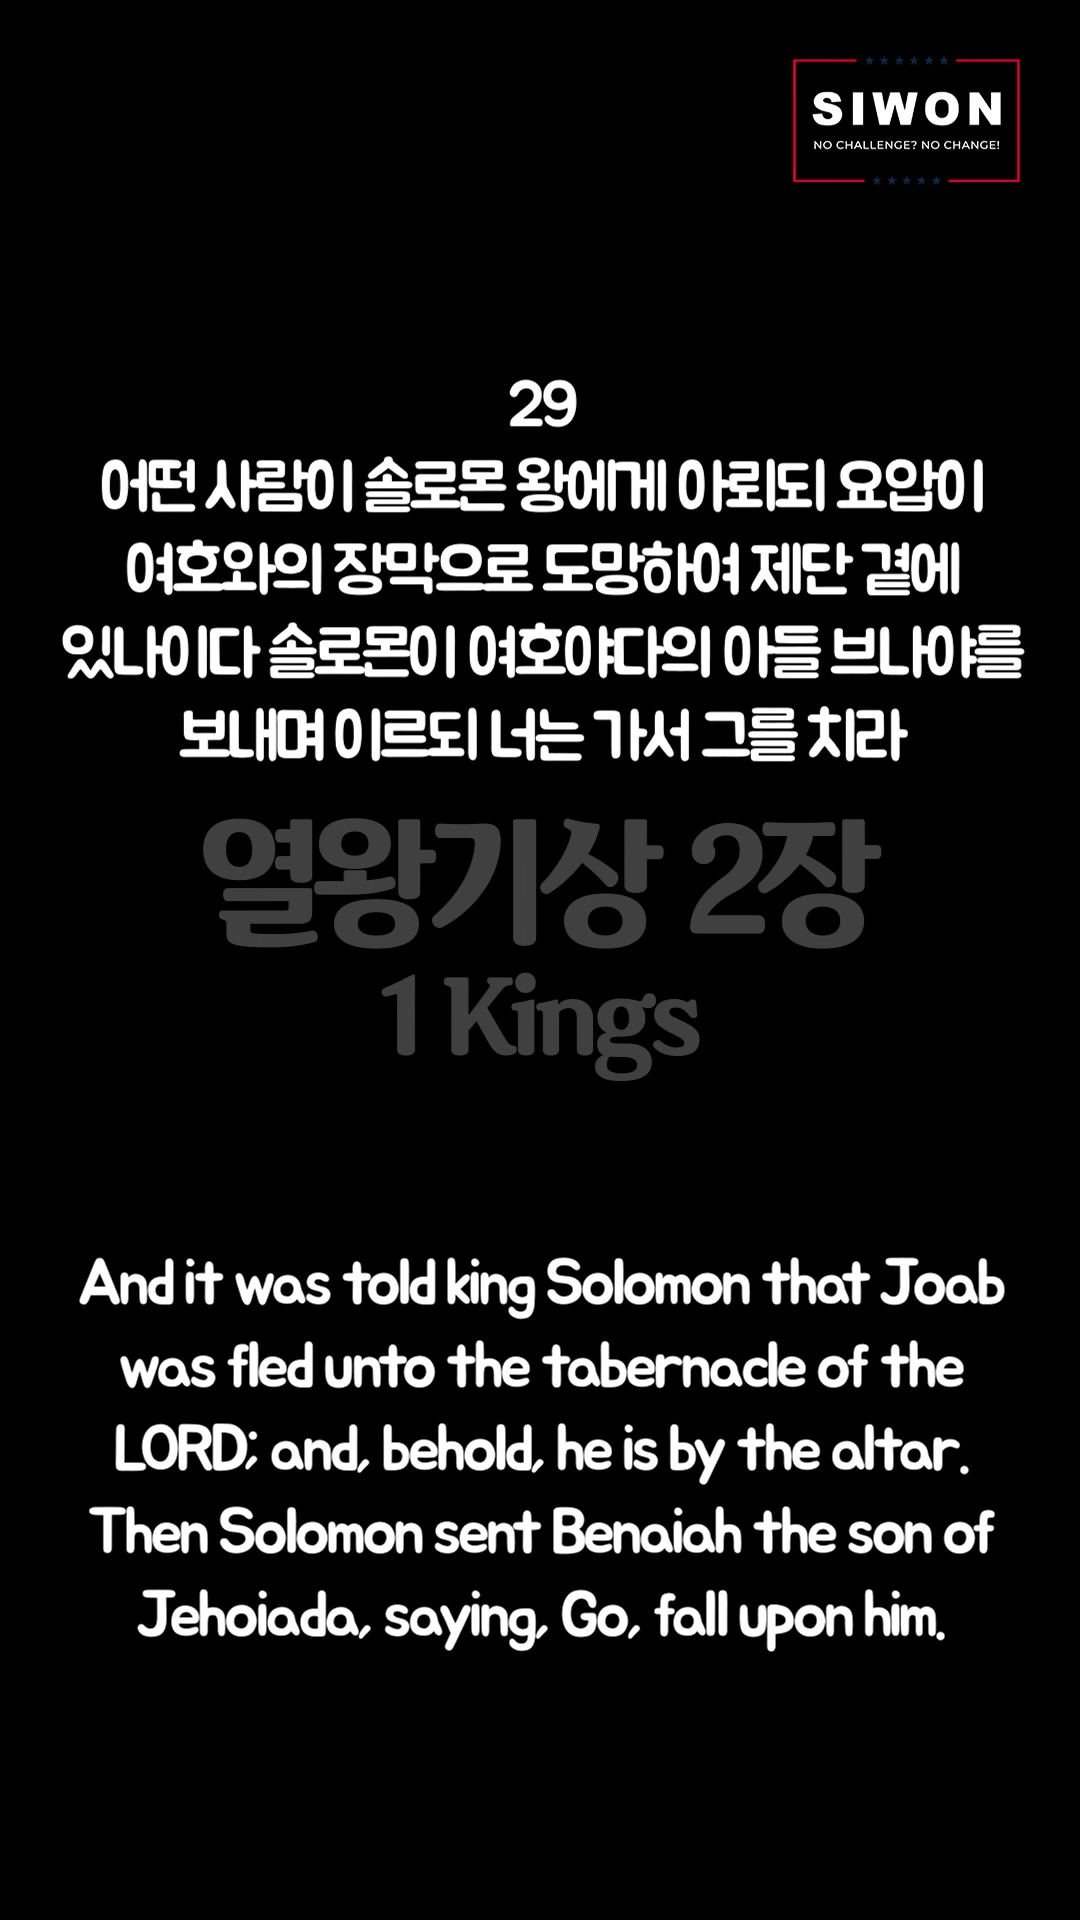 SIWON
NO CHALLENGE? NO CHANGE!
29
어떤 사람이 솔로몬 왕에게 아뢰되 요압이
여호와의 장막으로 도망하여 제단 곁에
있나이다 솔로몬이 여호야다의 아들 브나야를
보내며 이르되 너는 가서 그를 치라
열왕기상 2장
1 Kings
And it was told king Solomon that Joab
was fled unto the tabernacle of the
LORD; and, behold, he is by the altar.
Then Solomon sent Benaiah the son of
Jehoiada, saying, Go, fall upon him.